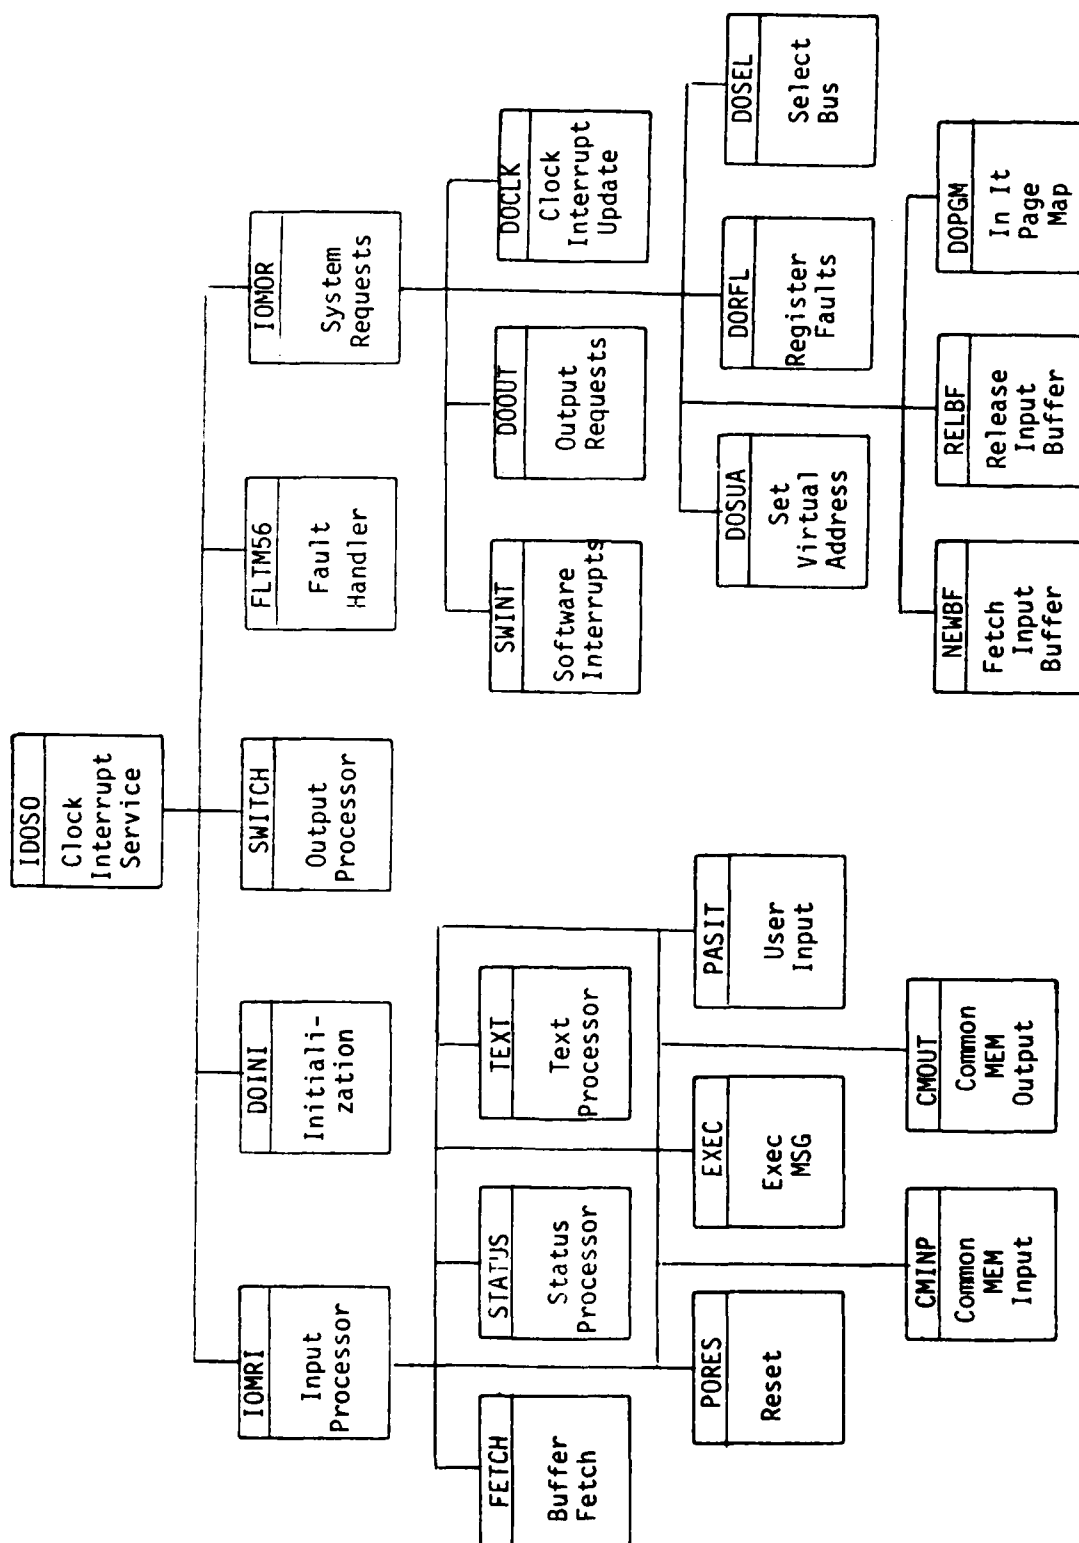 IDOSO
Clock
Interrupt
Service
IOMRI
Input
Processor
DOINI
Initiali-
zation
SWITCH
Output
Processor
FLTM56
Fault
Handler
IOMOR
System
Requests
FETCH
Buffer
Fetch
STATUS
Status
Processor
TEXT
Text
Processor
SWINT
Software
Interrupts
DOOUT
Output
Requests
DOCLK
Clock
Interrupt
Update
PORES
Reset
EXEC
Exec
MSG
PASIT
User
Input
DOSUA
Set
Virtual
Address
DORFL
Register
Faults
DOSEL
Select
Bus
CMINP
Common
MEM
Input
CMOUT
Common
MEM
Output
NEWBF
Fetch
Input
Buffer
RELBF
Release
Input
Buffer
DOPGM
In It
Page
Map